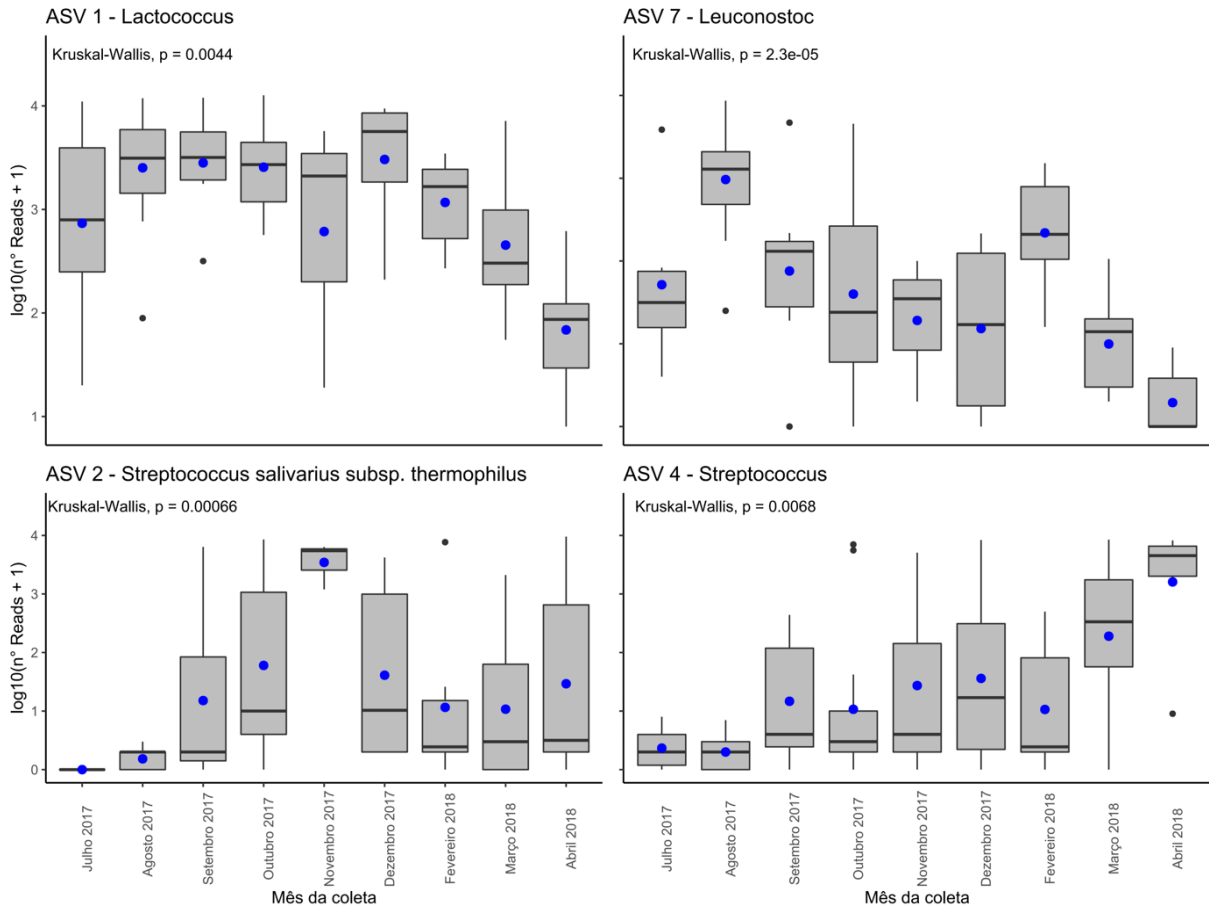 ASV 1 - Lactococcus
Kruskal-Wallis, p = 0.0044
log10(n° Reads + 1)
4
3
2
1
ASV 7 - Leuconostoc
Kruskal-Wallis, p = 2.3e-05
ASV 2 - Streptococcus salivarius subsp. thermophilus
Kruskal-Wallis, p = 0.00066
log10(n° Reads + 1)
4
3
2
1
0
Julho 2017
Agosto 2017
Setembro 2017
Outubro 2017
Novembro 2017
Dezembro 2017
Fevereiro 2018
Março 2018
Abril 2018
Mês da coleta
ASV 4 - Streptococcus
Kruskal-Wallis, p = 0.0068
Julho 2017
Agosto 2017
Setembro 2017
Outubro 2017
Novembro 2017
Dezembro 2017
Fevereiro 2018
Março 2018
Abril 2018
Mês da coleta